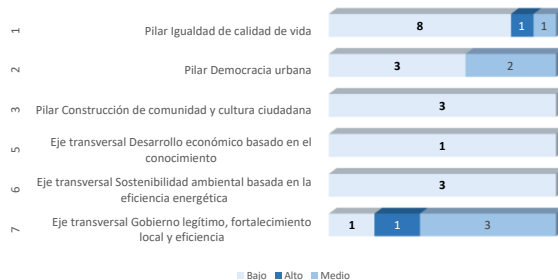 1 Pilar Igualdad de calidad de vida 8 1 1
2 Pilar Democracia urbana 3 2
3 Pilar Construcción de comunidad y cultura ciudadana 3
5 Eje transversal Desarrollo económico basado en el
conocimiento 1
6 Eje transversal Sostenibilidad ambiental basada en la
eficiencia energética 3
7 Eje transversal Gobierno legítimo, fortalecimiento
local y eficiencia 1 1 3
Bajo Alto Medio